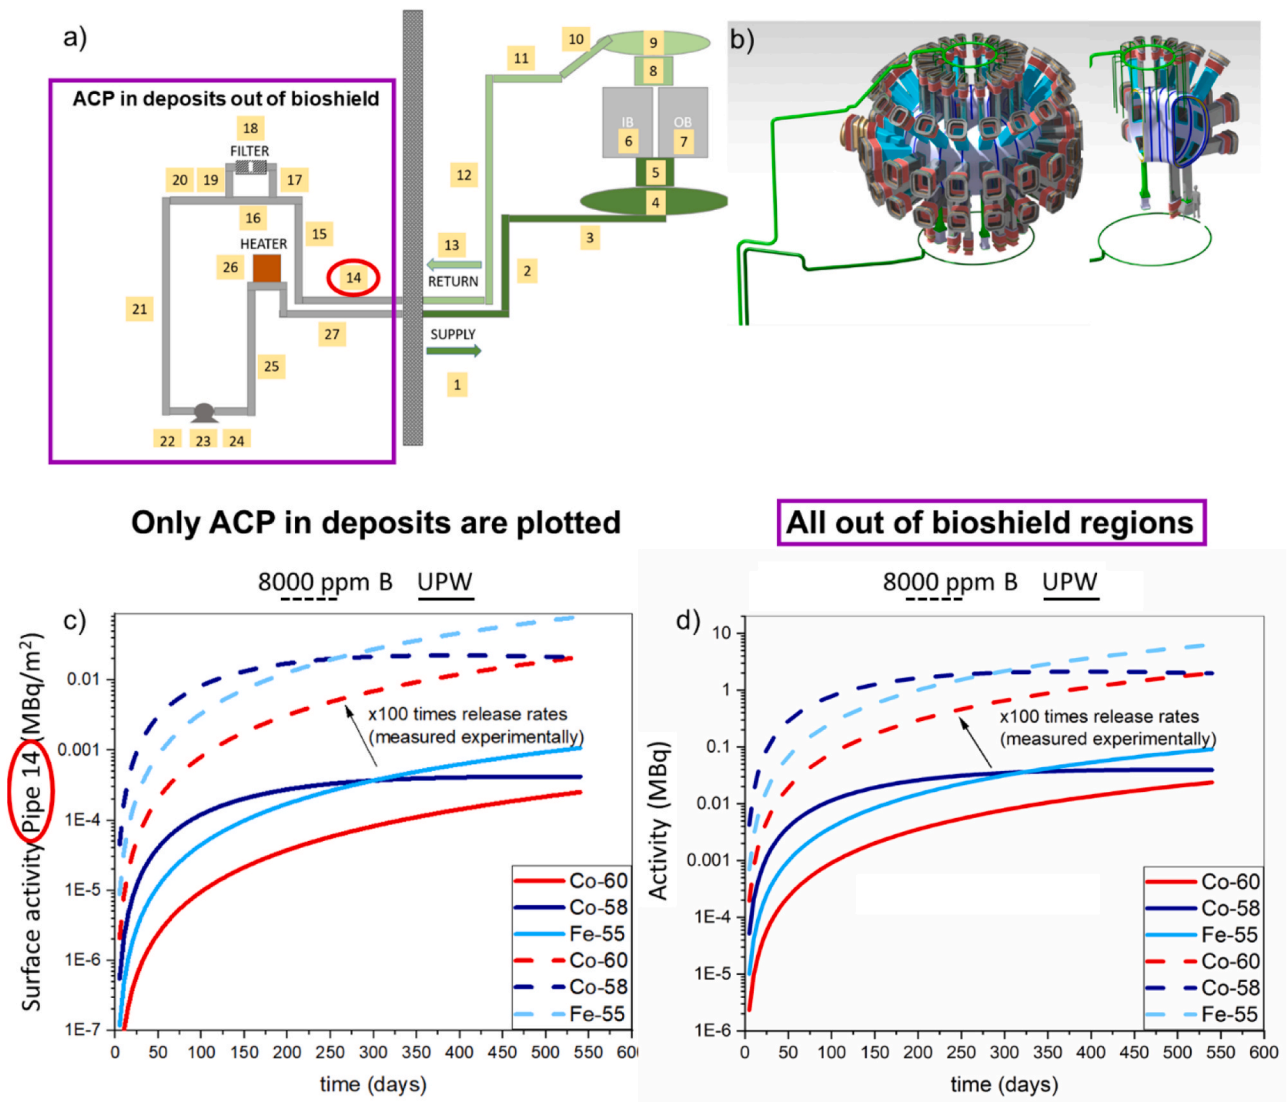 a)
ACP in deposits out of bioshield
18
FILTER
20
19
17
16
15
HEATER
26
14
21
27
25
22
23
24
11
10
9
8
IB
OB
6
7
5
4
12
3
13
RETURN
2
SUPPLY
1
b)
Only ACP in deposits are plotted
All out of bioshield regions
8000 ppm B UPW
c)
Surface activity Pipe 14 (MBq/m²)
0.01
0.001
1E-4
1E-5
1E-6
1E-7
x100 times release rates
(measured experimentally)
Co-60
Co-58
Fe-55
Co-60
Co-58
Fe-55
0 50 100 150 200 250 300 350 400 450 500 550 600
time (days)
8000 ppm B UPW
d)
Activity (MBq)
10
1
0.1
0.01
0.001
1E-4
1E-5
1E-6
x100 times release rates
(measured experimentally)
Co-60
Co-58
Fe-55
Co-60
Co-58
Fe-55
0 50 100 150 200 250 300 350 400 450 500 550 600
time (days)